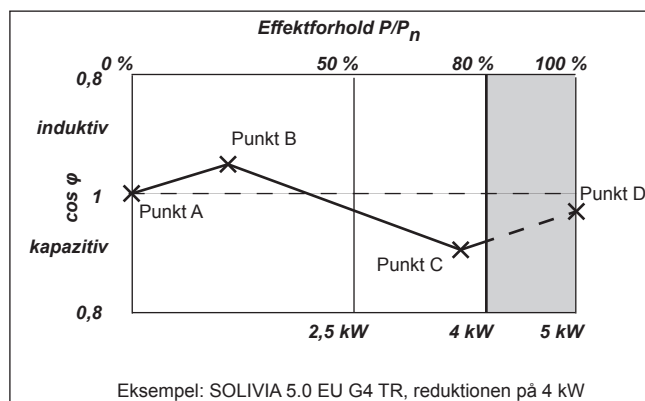 Effektforhold P/Pn
0 % 50 % 80 % 100 %
0,8
induktiv
Punkt B
cos φ
1
Punkt A
Punkt D
kapazitiv
Punkt C
0,8
2,5 kW 4 kW 5 kW
Eksempel: SOLIVIA 5.0 EU G4 TR, reduktionen på 4 kW